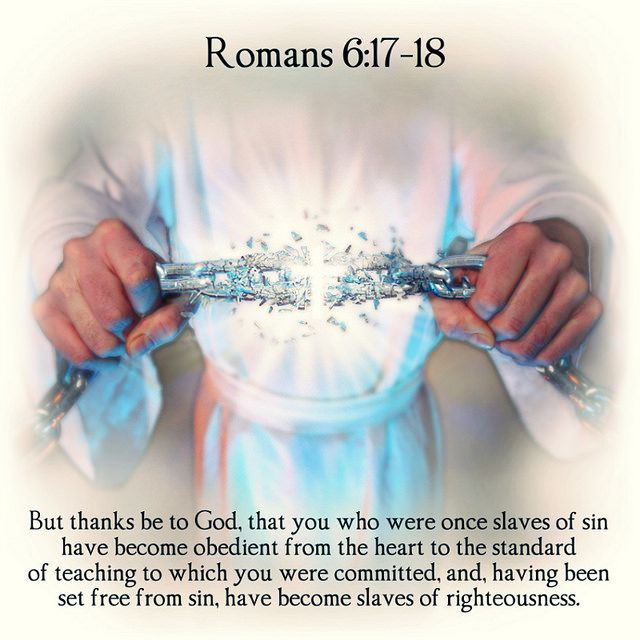 Romans 6:17-18
But thanks be to God, that you who were once slaves of sin
have become obedient from the heart to the standard
of teaching to which you were committed, and, having been
set free from sin, have become slaves of righteousness.